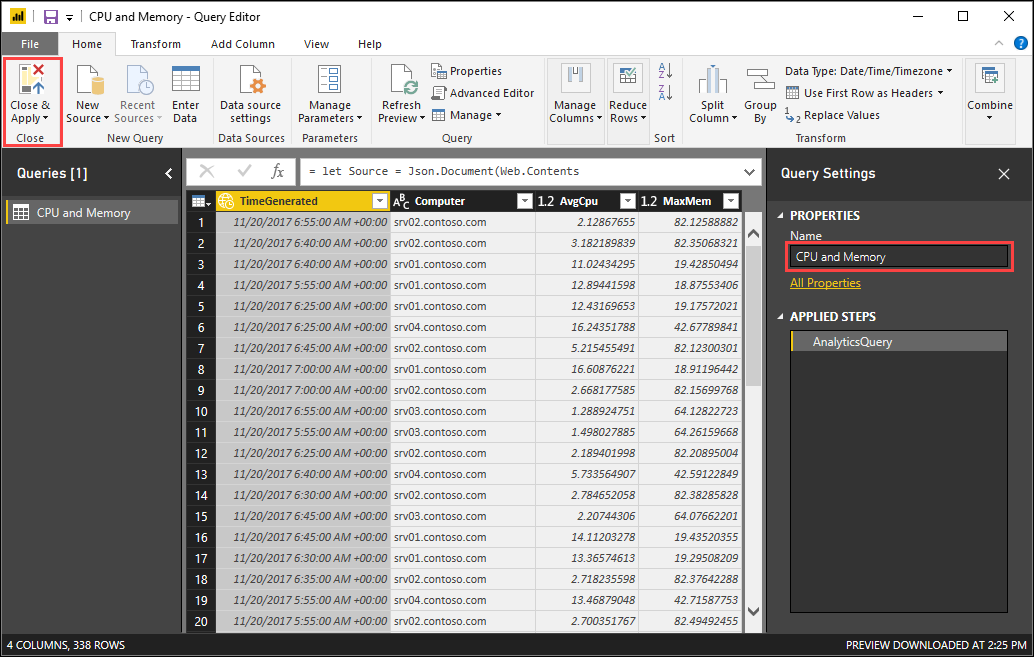 CPU and Memory - Query Editor
File Home Transform Add Column View Help
Close & Apply
New Source
Recent Sources
Enter Data
Data source settings
Manage Parameters
Refresh Preview
Properties
Advanced Editor
Manage
Manage Columns
Reduce Rows
Split Column
Group By
Data Type: Date/Time/Timezone
Use First Row as Headers
Replace Values
Combine
Close New Query Data Sources Parameters Query Sort Transform
Queries [1]
CPU and Memory
fx = let Source = Json.Document(Web.Contents
TimeGenerated ABC Computer 1.2 AvgCpu 1.2 MaxMem
1 11/20/2017 6:55:00 AM +00:00 srv02.contoso.com 2.12867655 82.12588882
2 11/20/2017 6:40:00 AM +00:00 srv02.contoso.com 3.182189839 82.35068321
3 11/20/2017 6:40:00 AM +00:00 srv01.contoso.com 11.02434295 19.42850494
4 11/20/2017 5:55:00 AM +00:00 srv01.contoso.com 12.89441598 18.87553406
5 11/20/2017 6:25:00 AM +00:00 srv01.contoso.com 12.43169653 19.17572021
6 11/20/2017 6:25:00 AM +00:00 srv04.contoso.com 16.24351788 42.67789841
7 11/20/2017 6:45:00 AM +00:00 srv02.contoso.com 5.215455491 82.12300301
8 11/20/2017 7:00:00 AM +00:00 srv01.contoso.com 16.60876221 18.91196442
9 11/20/2017 7:00:00 AM +00:00 srv02.contoso.com 2.668177585 82.15699768
10 11/20/2017 6:55:00 AM +00:00 srv03.contoso.com 1.288924751 64.12822723
11 11/20/2017 5:55:00 AM +00:00 srv03.contoso.com 1.498027885 64.26159668
12 11/20/2017 6:25:00 AM +00:00 srv02.contoso.com 2.189401998 82.20895004
13 11/20/2017 6:40:00 AM +00:00 srv04.contoso.com 5.733564907 42.59122849
14 11/20/2017 6:30:00 AM +00:00 srv02.contoso.com 2.784652058 82.38285828
15 11/20/2017 6:45:00 AM +00:00 srv03.contoso.com 2.20744306 64.07662201
16 11/20/2017 6:45:00 AM +00:00 srv01.contoso.com 14.11203278 19.43520355
17 11/20/2017 6:30:00 AM +00:00 srv01.contoso.com 13.36574613 19.29508209
18 11/20/2017 6:35:00 AM +00:00 srv02.contoso.com 2.718235598 82.37642288
19 11/20/2017 5:55:00 AM +00:00 srv04.contoso.com 13.46879048 42.71587753
20 11/20/2017 5:55:00 AM +00:00 srv02.contoso.com 2.700351767 82.49492455
Query Settings
PROPERTIES
Name
CPU and Memory
All Properties
APPLIED STEPS
AnalyticsQuery
4 COLUMNS, 338 ROWS
PREVIEW DOWNLOADED AT 2:25 PM